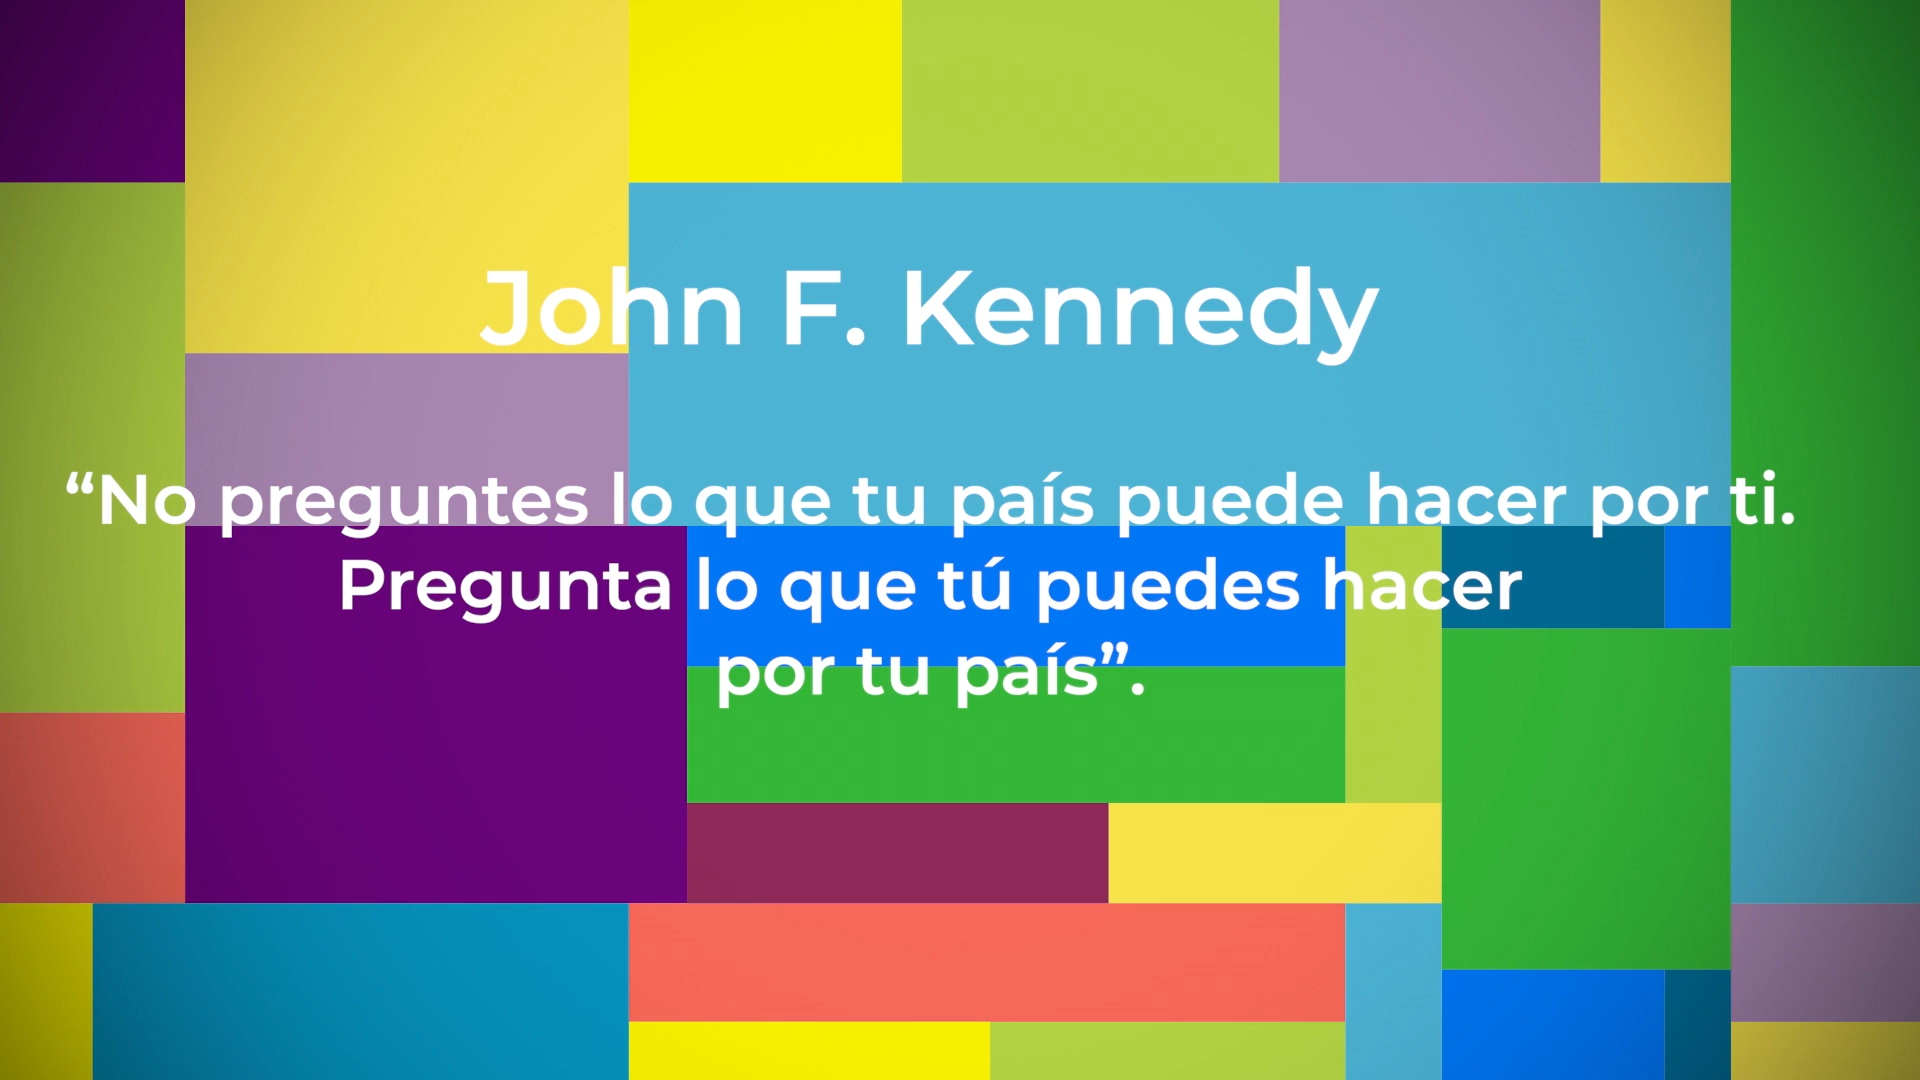 John F. Kennedy
“No preguntes lo que tu país puede hacer por ti.
Pregunta lo que tú puedes hacer
por tu país”.